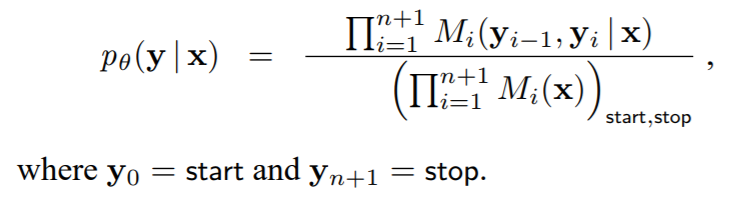 p_θ(y | x) = \frac{∏_{i=1}^{n+1} M_i(y_{i−1}, y_i | x)}{(∏_{i=1}^{n+1} M_i(x))_{start,stop}} ,
where y_0 = start and y_{n+1} = stop.